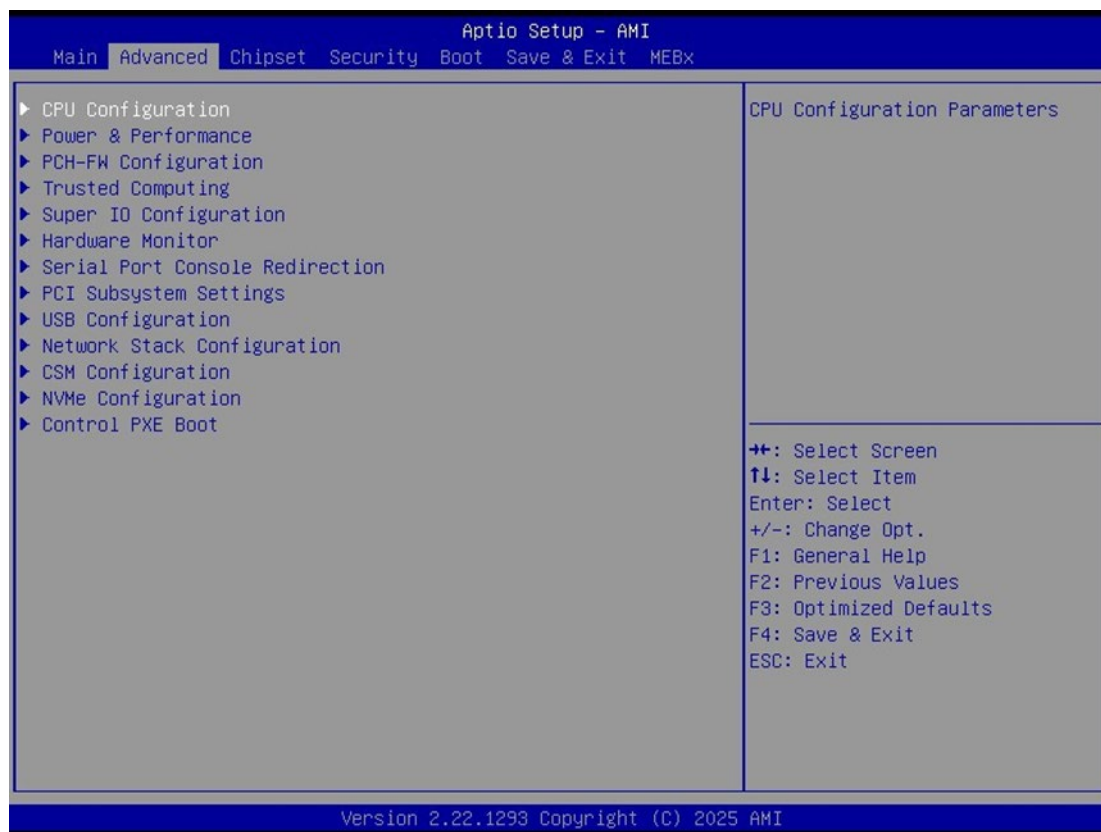 Aptio Setup - AMI
Main Advanced Chipset Security Boot Save & Exit MEBx
CPU Configuration
Power & Performance
PCH-FW Configuration
Trusted Computing
Super IO Configuration
Hardware Monitor
Serial Port Console Redirection
PCI Subsystem Settings
USB Configuration
Network Stack Configuration
CSM Configuration
NVMe Configuration
Control PXE Boot
CPU Configuration Parameters
→←: Select Screen
↑↓: Select Item
Enter: Select
+/-: Change Opt.
F1: General Help
F2: Previous Values
F3: Optimized Defaults
F4: Save & Exit
ESC: Exit
Version 2.22.1293 Copyright (C) 2025 AMI